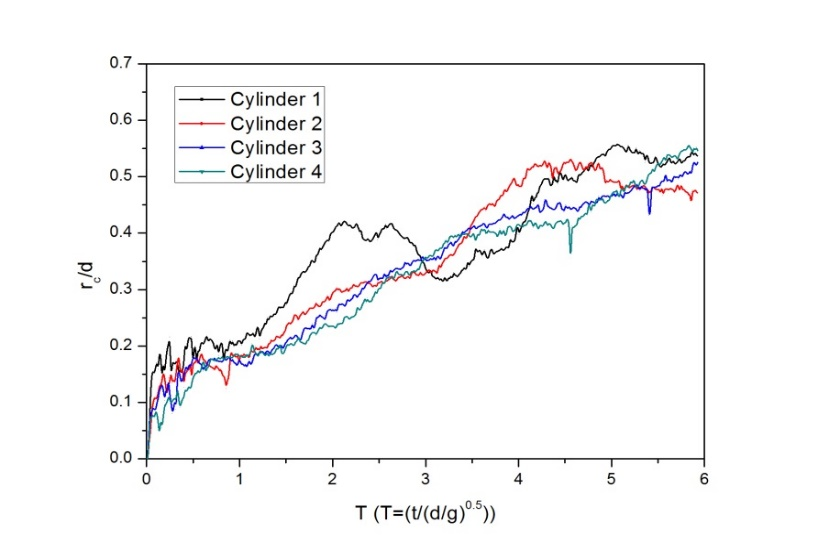 0.7
0.6
0.5
0.4
0.3
0.2
0.1
0.0
r_c/d
Cylinder 1
Cylinder 2
Cylinder 3
Cylinder 4
0 1 2 3 4 5 6
T (T=(t/(d/g)^0.5))